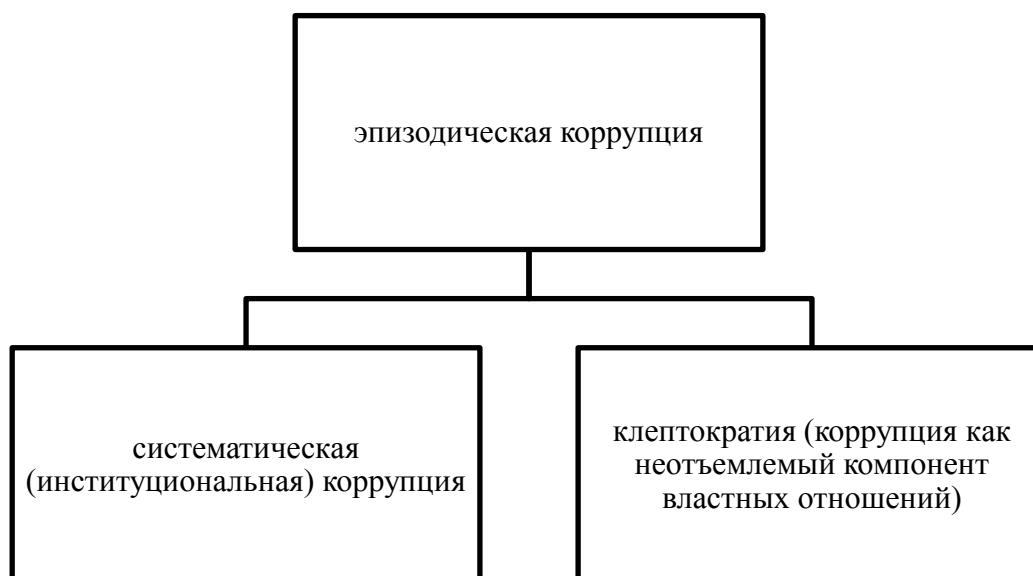 эпизодическая коррупция
систематическая
(институциональная) коррупция
клептократия (коррупция как
неотъемлемый компонент
властных отношений)